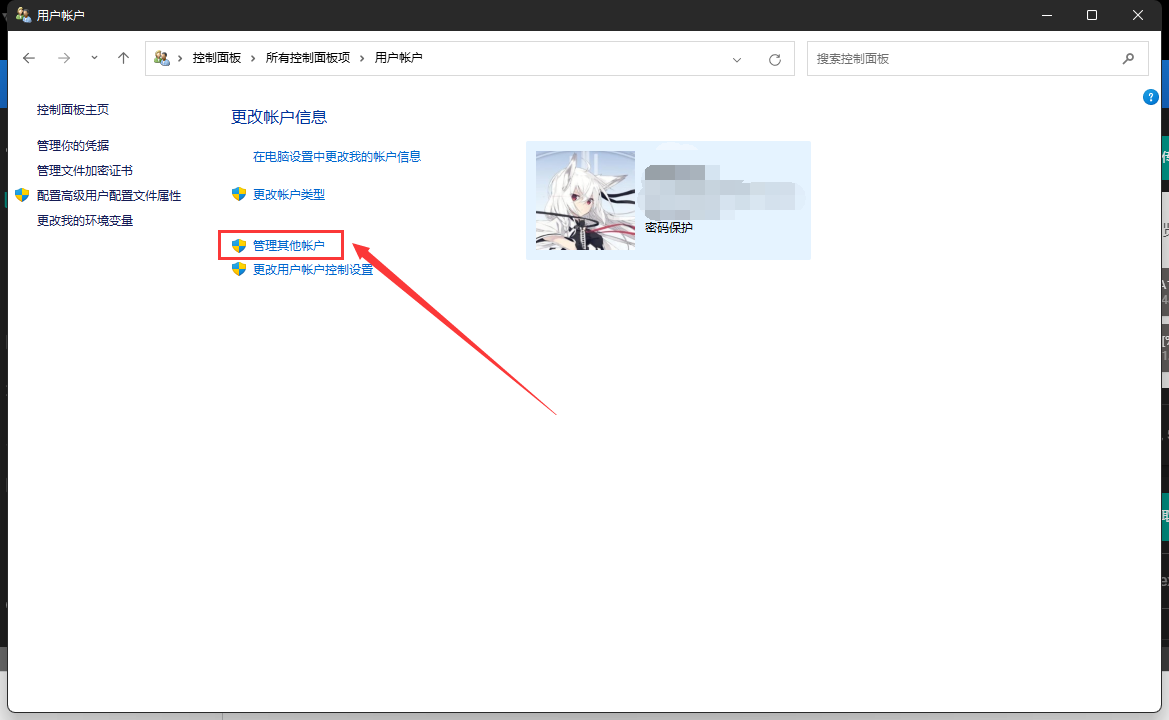 用户帐户
控制面板 › 所有控制面板项 › 用户帐户
搜索控制面板
控制面板主页
管理你的凭据
管理文件加密证书
配置高级用户配置文件属性
更改我的环境变量
更改帐户信息
在电脑设置中更改我的帐户信息
更改帐户类型
管理其他帐户
更改用户帐户控制设置
密码保护
?